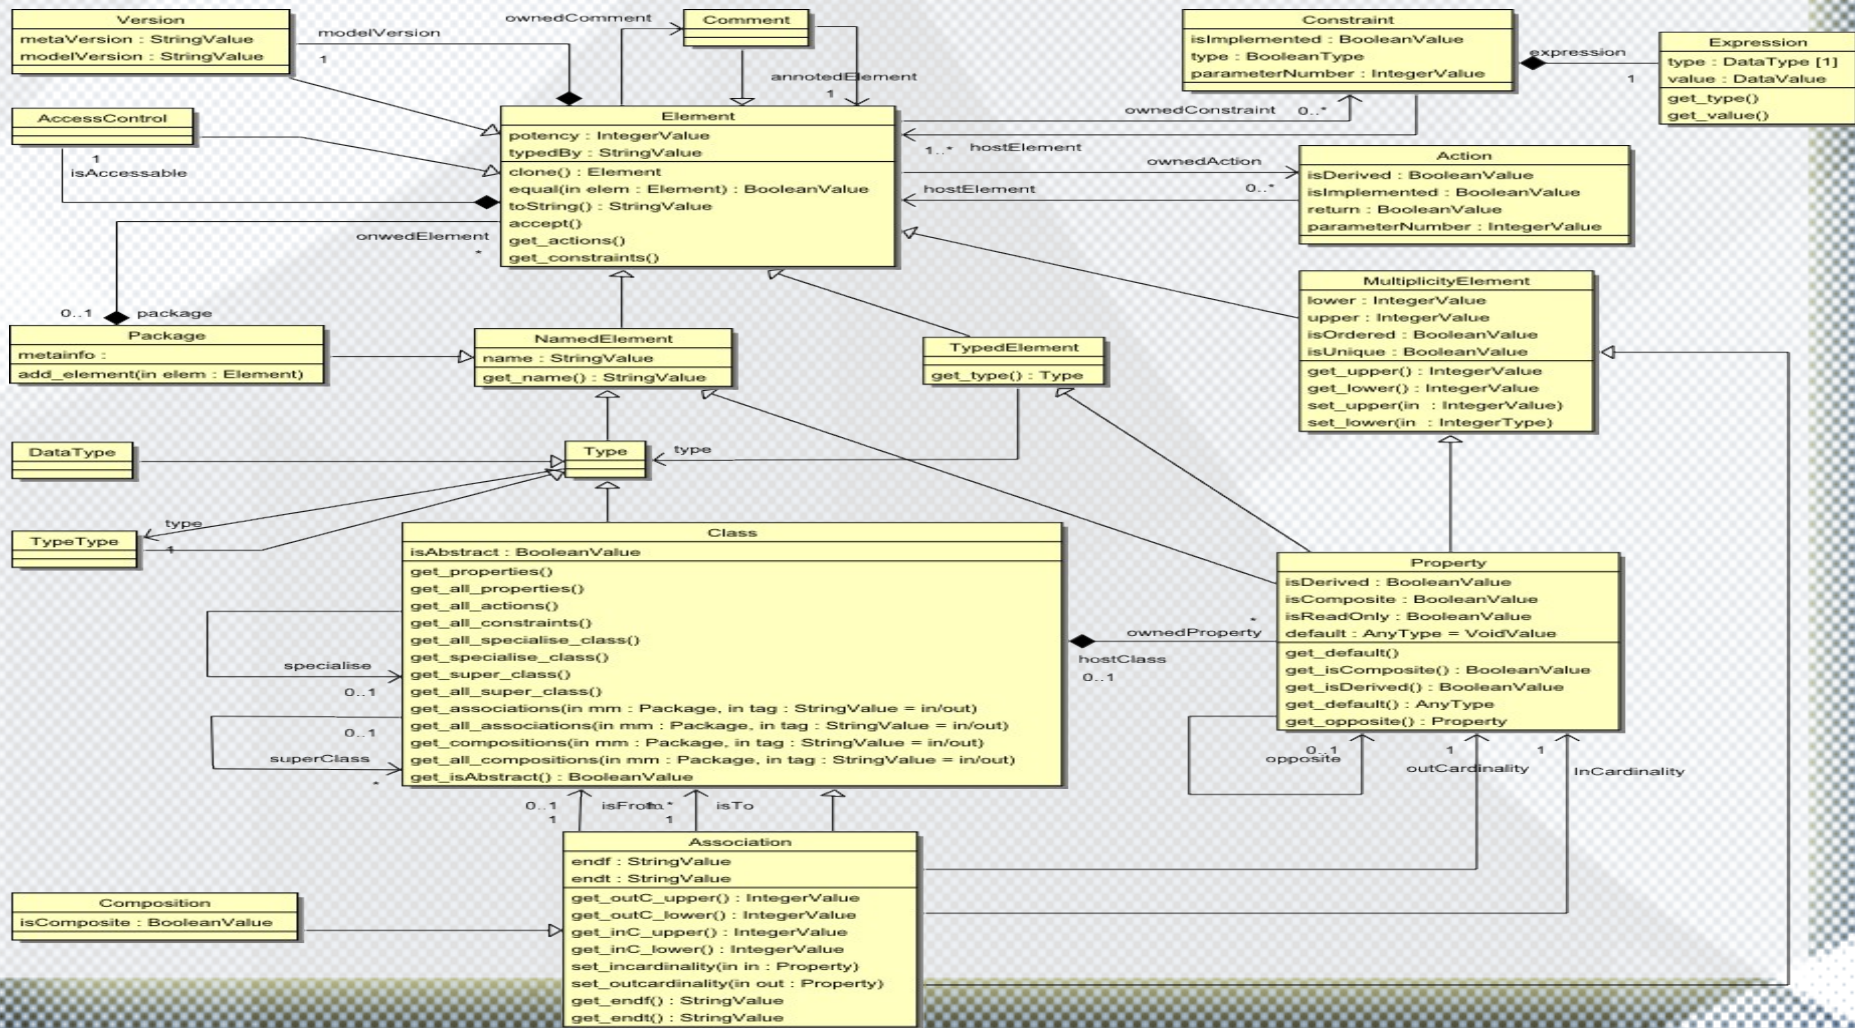 Version
metaVersion : StringValue
modelVersion : StringValue
modelVersion
1
ownedComment
Comment
annotedElement
1
Constraint
isImplemented : BooleanValue
type : BooleanType
parameterNumber : IntegerValue
expression
1
Expression
type : DataType [1]
value : DataValue
get_type()
get_value()
AccessControl
1
isAccessable
Element
potency : IntegerValue
typedBy : StringValue
clone() : Element
equal(in elem : Element) : BooleanValue
toString() : StringValue
accept()
get_actions()
get_constraints()
ownedConstraint
0..*
1..*
hostElement
ownedAction
0..*
hostElement
Action
isDerived : BooleanValue
isImplemented : BooleanValue
return : BooleanValue
parameterNumber : IntegerValue
onwedElement
*
0..1
package
Package
metainfo :
add_element(in elem : Element)
NamedElement
name : StringValue
get_name() : StringValue
TypedElement
get_type() : Type
MultiplicityElement
lower : IntegerValue
upper : IntegerValue
isOrdered : BooleanValue
isUnique : BooleanValue
get_upper() : IntegerValue
get_lower() : IntegerValue
set_upper(in  : IntegerValue)
set_lower(in  : IntegerType)
DataType
Type
type
TypeType
type
1
Class
isAbstract : BooleanValue
get_properties()
get_all_properties()
get_all_actions()
get_all_constraints()
get_all_specialise_class()
get_specialise_class()
get_super_class()
get_all_super_class()
get_associations(in mm : Package, in tag : StringValue = in/out)
get_all_associations(in mm : Package, in tag : StringValue = in/out)
get_compositions(in mm : Package, in tag : StringValue = in/out)
get_all_compositions(in mm : Package, in tag : StringValue = in/out)
get_isAbstract() : BooleanValue
specialise
0..1
0..1
superClass
*
ownedProperty
*
hostClass
0..1
Property
isDerived : BooleanValue
isComposite : BooleanValue
isReadOnly : BooleanValue
default : AnyType = VoidValue
get_default()
get_isComposite() : BooleanValue
get_isDerived() : BooleanValue
get_default() : AnyType
get_opposite() : Property
0..1
opposite
1
outCardinality
1
InCardinality
0..1
isFrom
1
isTo
1
Association
endf : StringValue
endt : StringValue
get_outC_upper() : IntegerValue
get_outC_lower() : IntegerValue
get_inC_upper() : IntegerValue
get_inC_lower() : IntegerValue
set_incardinality(in in : Property)
set_outcardinality(in out : Property)
get_endf() : StringValue
get_endt() : StringValue
Composition
isComposite : BooleanValue